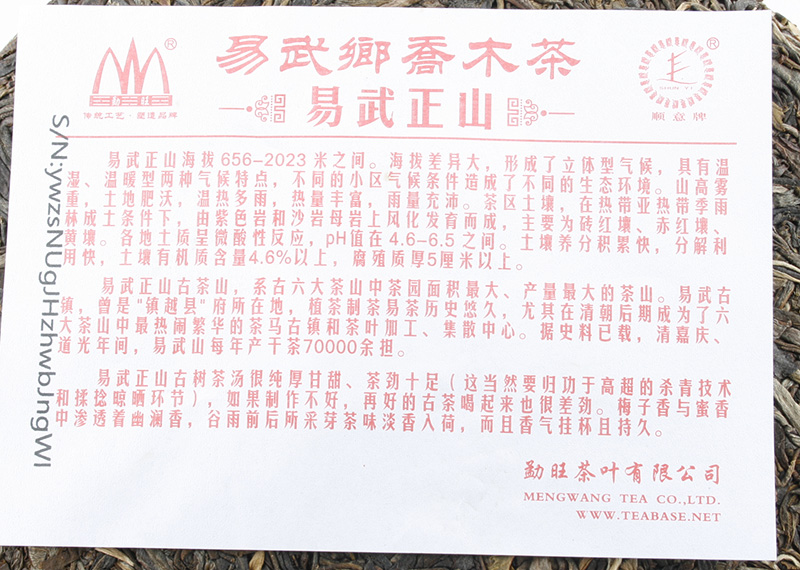 易武鄉喬木茶
易武正山
®
勐旺
传统工艺·塑造品牌
®
顺意牌
S/N:ywzsNUgJHzhwbJngWI
易武正山海拔656-2023米之间。海拔差异大，形成了立体型气候，具有温
湿、温暖型两种气候特点，不同的小区气候条件造成了不同的生态环境。山高雾
重，土地肥沃，温热多雨，热量丰富，雨量充沛。茶区土壤，在热带亚热带季雨
林成土条件下，由紫色岩和沙岩母岩上风化发育而成，主要为砖红壤、赤红壤、
黄壤。各地土质呈微酸性反应，pH值在4.6-6.5之间。土壤养分积累快，分解利
用快，土壤有机质含量4.6%以上，腐殖质厚5厘米以上。
易武正山古茶山，系古六大茶山中茶园面积最大、产量最大的茶山。易武古
镇，曾是"镇越县"府所在地，植茶制茶易茶历史悠久，尤其在清朝后期成为了六
大茶山中最热闹繁华的茶马古镇和茶叶加工、集散中心。据史料已载，清嘉庆、
道光年间，易武山每年产干茶70000余担。
易武正山古树茶汤很纯厚甘甜、茶劲十足（这当然要归功于高超的杀青技术
和揉捻晾晒环节），如果制作不好，再好的古茶喝起来也很差劲。梅子香与蜜香
中渗透着幽澜香，谷雨前后所采芽茶味淡香入荷，而且香气挂杯且持久。
勐旺茶叶有限公司
MENGWANG TEA CO.,LTD.
WWW.TEABASE.NET